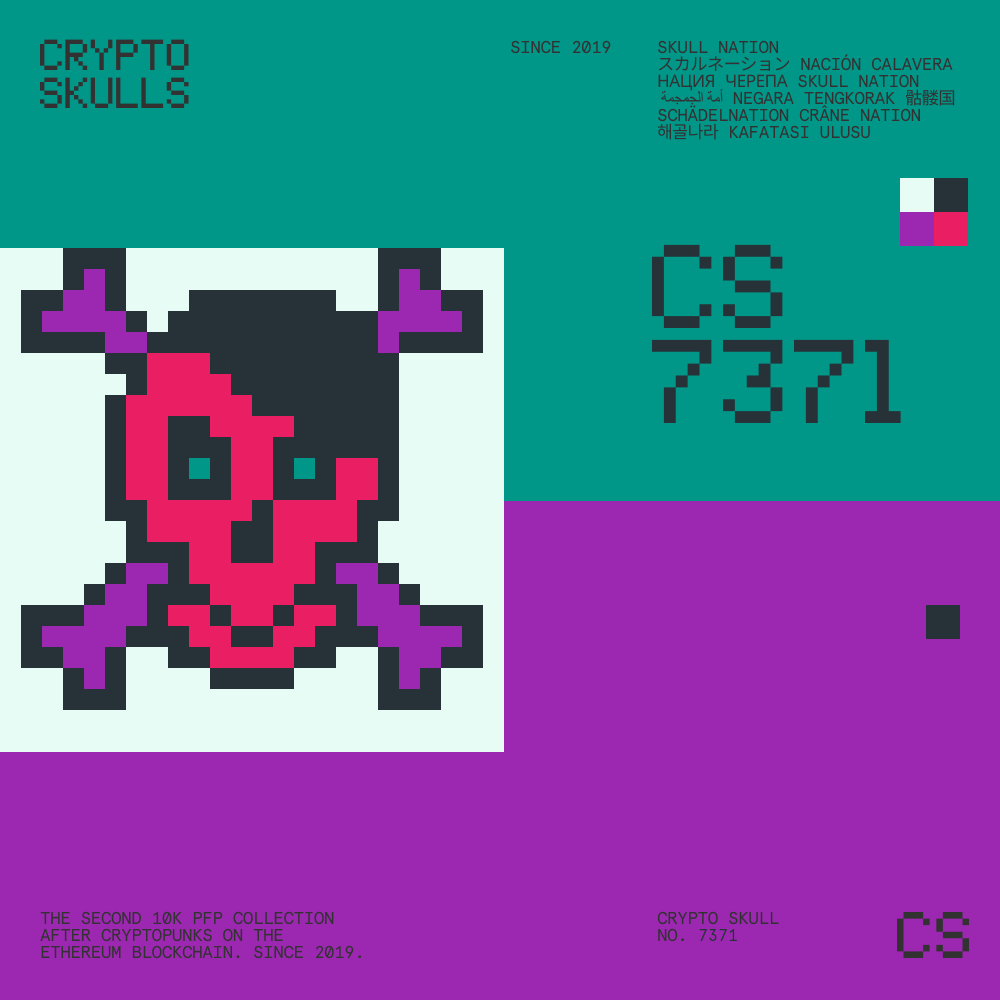 CRYPTO
SKULLS
SINCE 2019
SKULL NATION
スカルネーション NACIÓN CALAVERA
НАЦИЯ ЧЕРЕПА SKULL NATION
أمة الجمجمة NEGARA TENGKORAK 骷髅国
SCHÄDELNATION CRÂNE NATION
해골나라 KAFATASI ULUSU
CS
7371
THE SECOND 10K PFP COLLECTION
AFTER CRYPTOPUNKS ON THE
ETHEREUM BLOCKCHAIN. SINCE 2019.
CRYPTO SKULL
NO. 7371
CS